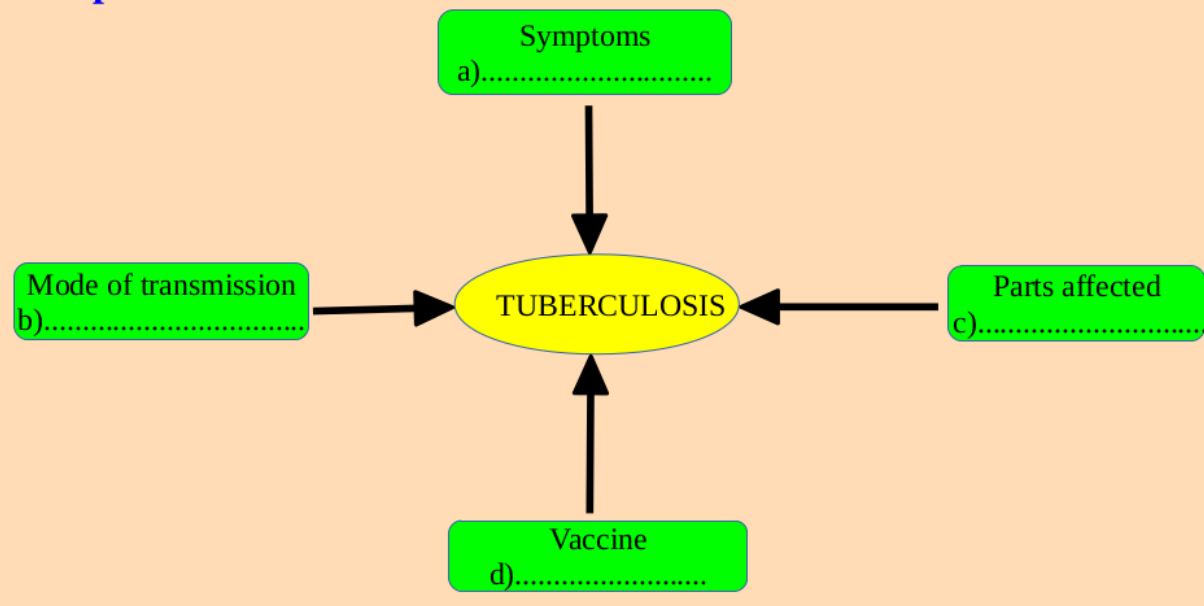 Symptoms
a)..............................
Mode of transmission
b)..................................
TUBERCULOSIS
Parts affected
c)..............................
Vaccine
d).........................